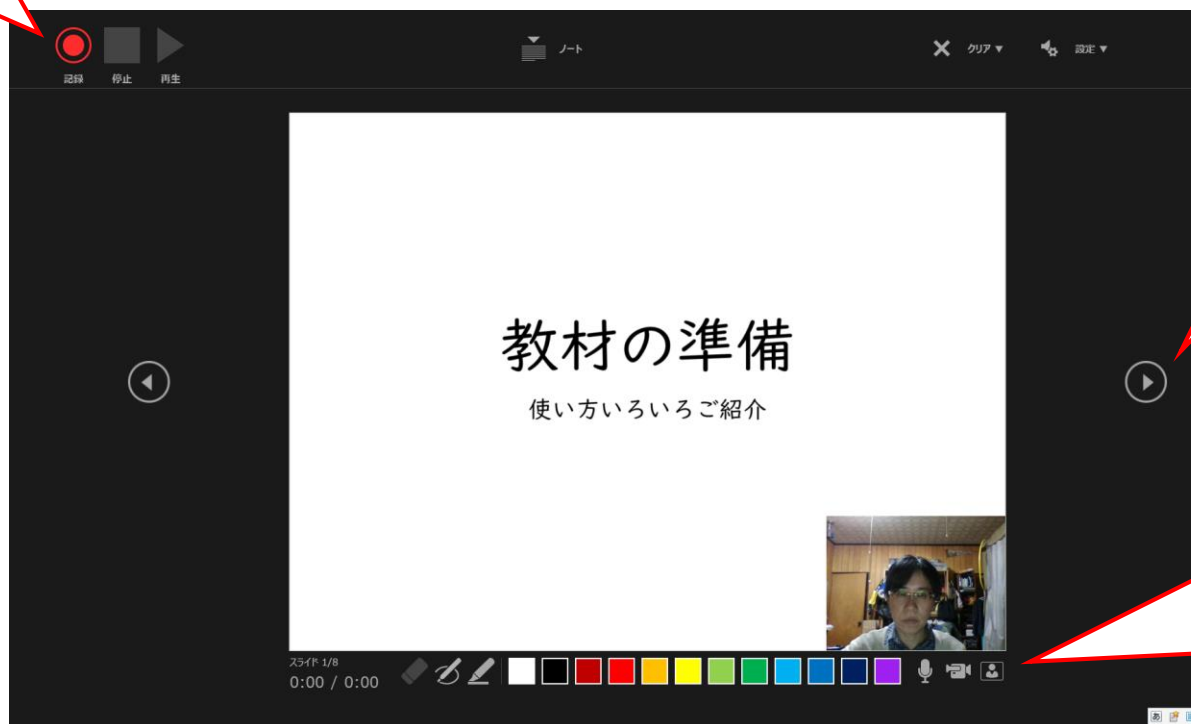 記録 停止 再生
ノート
クリア ▼ 設定 ▼
教材の準備
使い方いろいろご紹介
スライド 1/8
0:00 / 0:00
あ